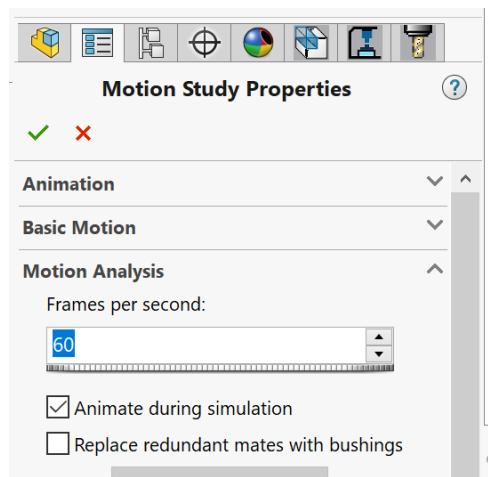 Motion Study Properties
?
Animation
Basic Motion
Motion Analysis
Frames per second:
60
Animate during simulation
Replace redundant mates with bushings